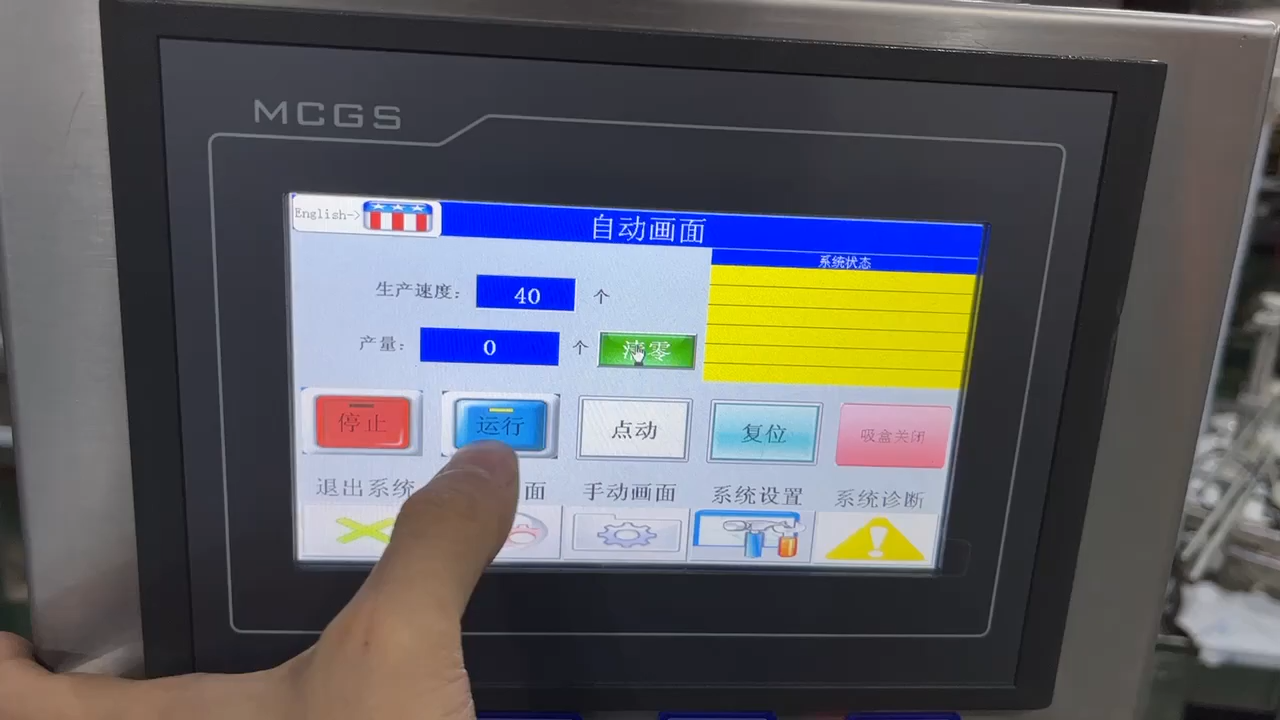 MCGS
English->
自动画面
系统状态
生产速度： 40 个
产量： 0 个 清零
停止 运行 点动 复位 吸盒关闭
退出系统 面 手动画面 系统设置 系统诊断